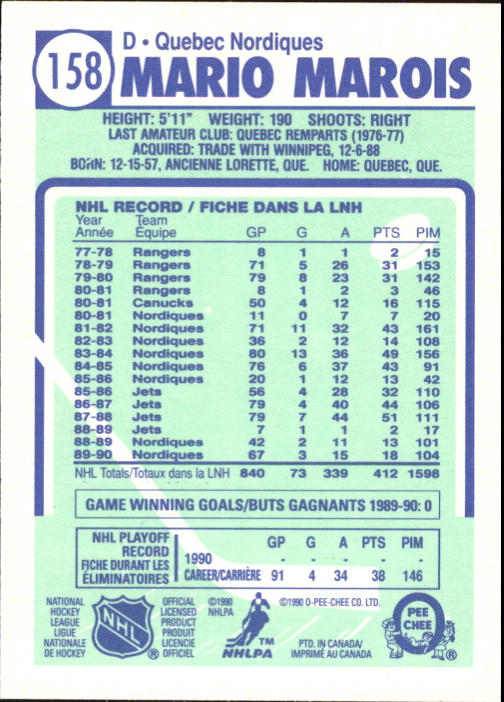 158
D • Quebec Nordiques
MARIO MAROIS
HEIGHT: 5'11" WEIGHT: 190 SHOOTS: RIGHT
LAST AMATEUR CLUB: QUEBEC REMPARTS (1976-77)
ACQUIRED: TRADE WITH WINNIPEG, 12-6-88
BORN: 12-15-57, ANCIENNE LORETTE, QUE. HOME: QUEBEC, QUE.
NHL RECORD / FICHE DANS LA LNH
Year Team
Année Équipe GP G A PTS PIM
77-78 Rangers 8 1 1 2 15
78-79 Rangers 71 5 26 31 153
79-80 Rangers 79 8 23 31 142
80-81 Rangers 8 1 2 3 46
80-81 Canucks 50 4 12 16 115
80-81 Nordiques 11 0 7 7 20
81-82 Nordiques 71 11 32 43 161
82-83 Nordiques 36 2 12 14 108
83-84 Nordiques 80 13 36 49 156
84-85 Nordiques 76 6 37 43 91
85-86 Nordiques 20 1 12 13 42
85-86 Jets 56 4 28 32 110
86-87 Jets 79 4 40 44 106
87-88 Jets 79 7 44 51 111
88-89 Jets 7 1 1 2 17
88-89 Nordiques 42 2 11 13 101
89-90 Nordiques 67 3 15 18 104
NHL Totals/Totaux dans la LNH 840 73 339 412 1598
GAME WINNING GOALS/BUTS GAGNANTS 1989-90: 0
NHL PLAYOFF
RECORD
FICHE DURANT LES
ÉLIMINATOIRES
GP G A PTS PIM
1990 - - - - -
CAREER/CARRIÈRE 91 4 34 38 146
NATIONAL
HOCKEY
LEAGUE
LIGUE
NATIONALE
DE HOCKEY
NHL
®
OFFICIAL
LICENSED
PRODUCT
PRODUIT
LICENCIE
OFFICIEL
©1990
NHLPA
TM
NHLPA
©1990 O-PEE-CHEE CO. LTD.
PTD. IN CANADA/
IMPRIMÉ AU CANADA
O
PEE
CHEE
®